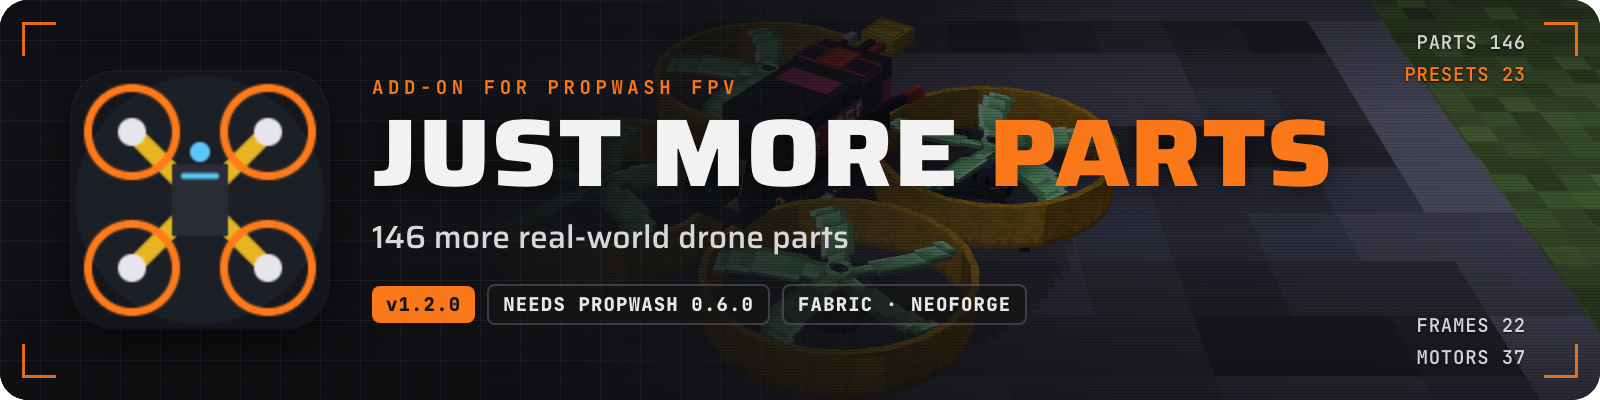 ADD-ON FOR PROPWASH FPV
JUST MORE PARTS
146 more real-world drone parts
v1.2.0 NEEDS PROPWASH 0.6.0 FABRIC · NEOFORGE
PARTS 146
PRESETS 23
FRAMES 22
MOTORS 37